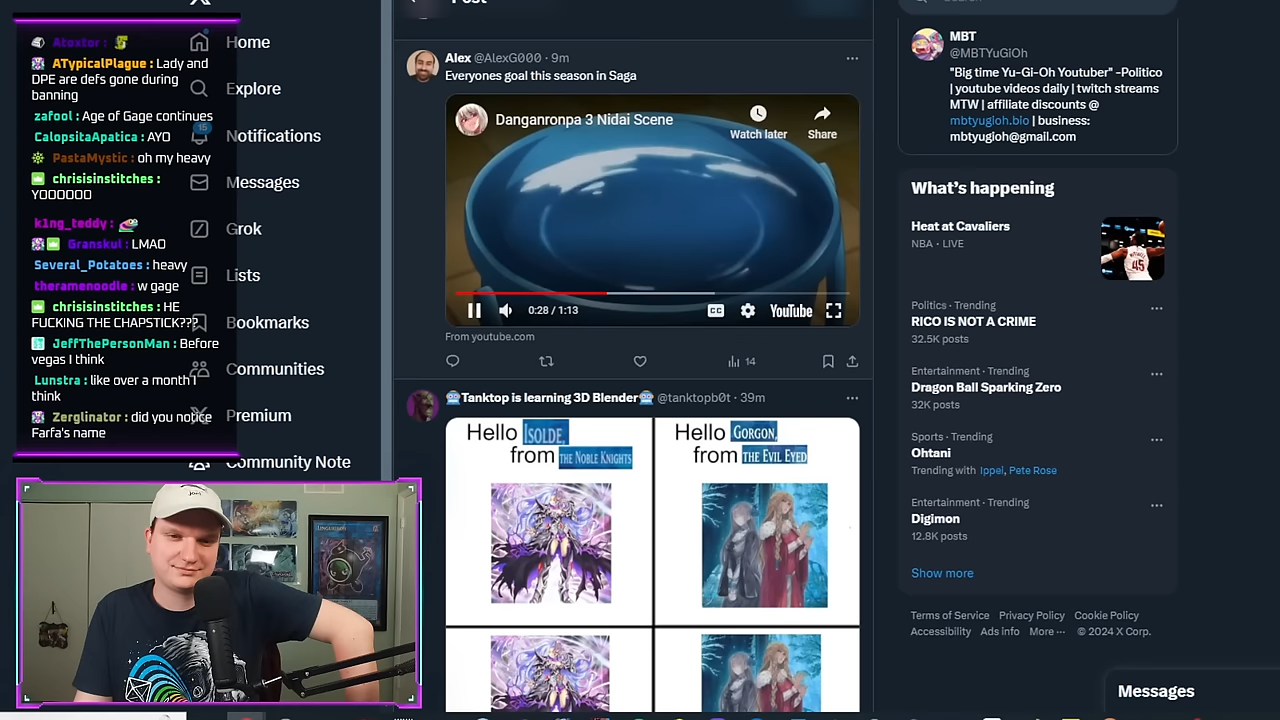 Atoxtor :
ATypicalPlague : Lady and
DPE are defs gone during
banning
zafool : Age of Gage continues
CalopsitaApatica : AYO
PastaMystic : oh my heavy
chrisisinstitches :
YOOOOOO
k1ng_teddy :
Granskul : LMAO
Several_Potatoes : heavy
theramenoodle : w gage
chrisisinstitches : HE
FUCKING THE CHAPSTICK???
JeffThePersonMan : Before
vegas I think
Lunstra : like over a month I
think
Zerglinator : did you notice
Farfa's name
Home
Explore
15
Notifications
Messages
Grok
Lists
Bookmarks
Communities
Premium
Community Note
Post
Alex @AlexG000 · 9m
Everyones goal this season in Saga
Danganronpa 3 Nidai Scene
Watch later
Share
0:28 / 1:13
CC
YouTube
From youtube.com
14
Tanktop is learning 3D Blender @tanktopb0t · 39m
Hello ISOLDE,
from THE NOBLE KNIGHTS
Hello GORGON,
from THE EVIL EYED
Search
MBT
@MBTYuGiOh
"Big time Yu-Gi-Oh Youtuber" -Politico
| youtube videos daily | twitch streams
MTW | affiliate discounts @
mbtyugioh.bio | business:
mbtyugioh@gmail.com
What's happening
Heat at Cavaliers
NBA · LIVE
45
Politics · Trending
RICO IS NOT A CRIME
32.5K posts
Entertainment · Trending
Dragon Ball Sparking Zero
32K posts
Sports · Trending
Ohtani
Trending with Ippei, Pete Rose
Entertainment · Trending
Digimon
12.8K posts
Show more
Terms of Service Privacy Policy Cookie Policy
Accessibility Ads info More ··· © 2024 X Corp.
Messages